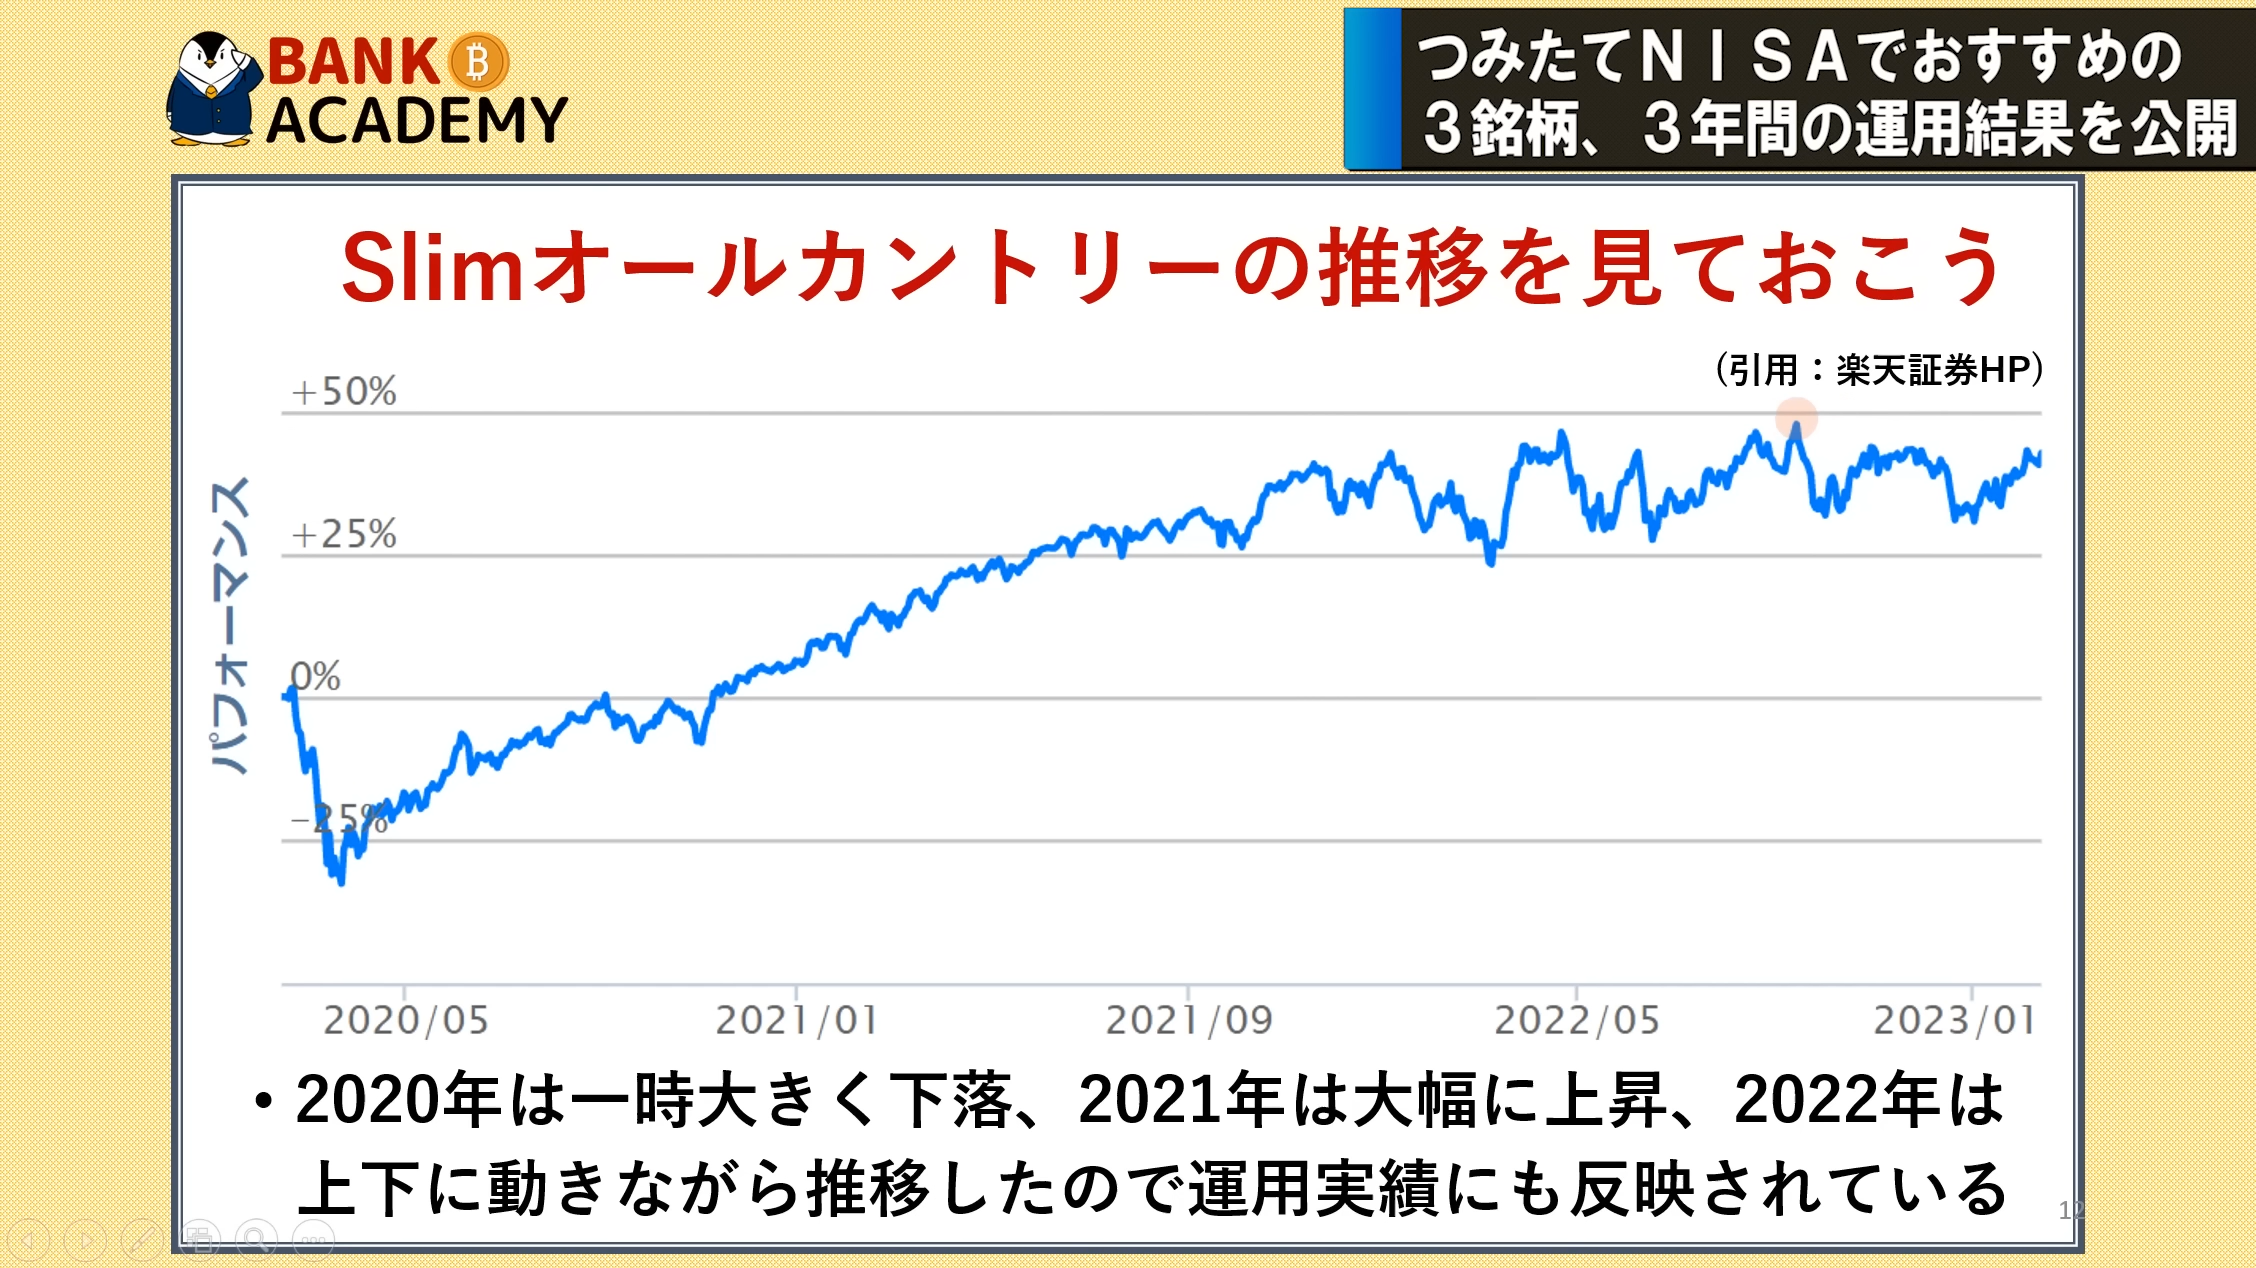 BANK
ACADEMY
つみたてＮＩＳＡでおすすめの
３銘柄、３年間の運用結果を公開
Slimオールカントリーの推移を見ておこう
（引用：楽天証券HP）
パフォーマンス
+50%
+25%
0%
−25%
2020/05
2021/01
2021/09
2022/05
2023/01
• 2020年は一時大きく下落、2021年は大幅に上昇、2022年は
上下に動きながら推移したので運用実績にも反映されている
12